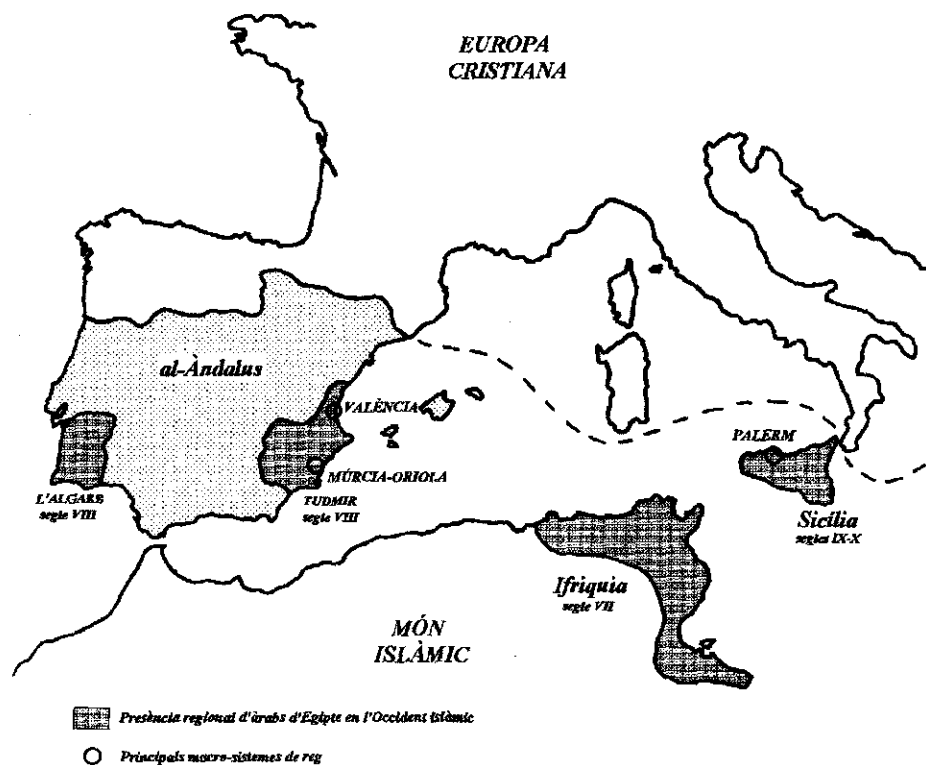 EUROPA
CRISTIANA
al-Àndalus
VALÈNCIA
PALERM
MÚRCIA-ORIOLA
L'ALGARB
segle VIII
TUDMIR
segle VIII
Sicília
segles IX-X
Ifriquia
segle VII
MÓN
ISLÀMIC
Presència regional d'àrabs d'Egipte en l'Occident islàmic
Principals macro-sistemes de reg